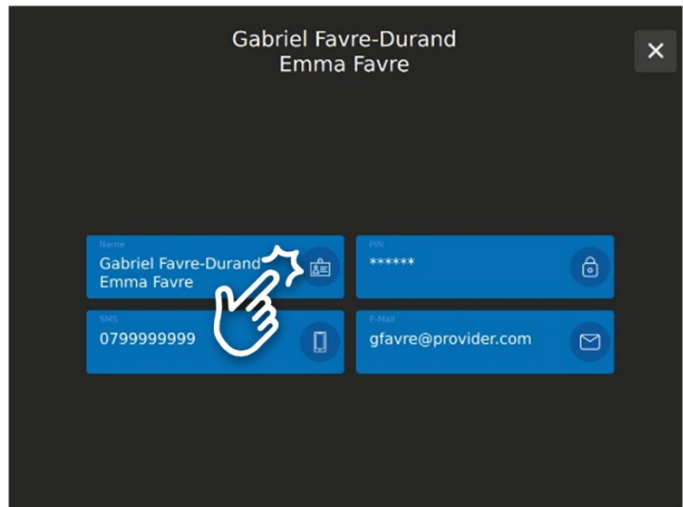 Gabriel Favre-Durand
Emma Favre
Name
Gabriel Favre-Durand
Emma Favre
PIN
******
SMS
0799999999
E-Mail
gfavre@provider.com